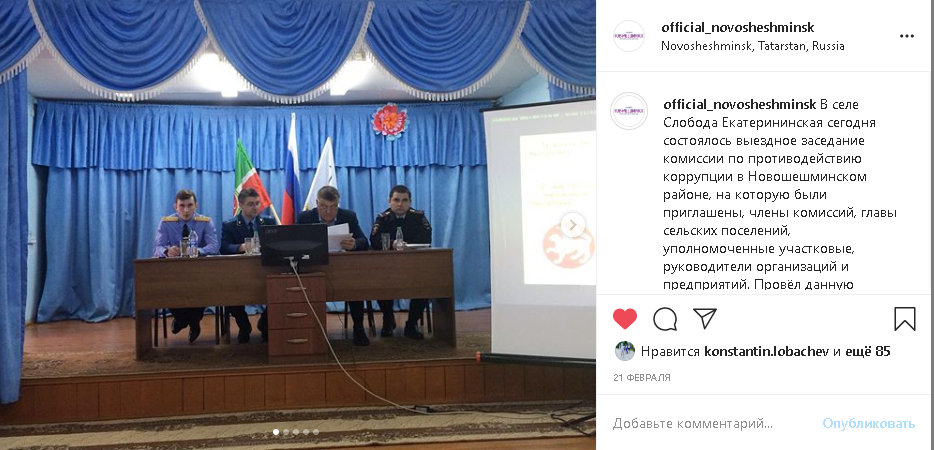 official_novosheshminsk
Novosheshminsk, Tatarstan, Russia
official_novosheshminsk В селе
Слобода Екатерининская сегодня
состоялось выездное заседание
комиссии по противодействию
коррупции в Новошешминском
районе, на которую были
приглашены, члены комиссий, главы
сельских поселений,
уполномоченные участковые,
руководители организаций и
предприятий. Провёл данную
Нравится konstantin.lobachev и ещё 85
21 ФЕВРАЛЯ
Добавьте комментарий...
Опубликовать